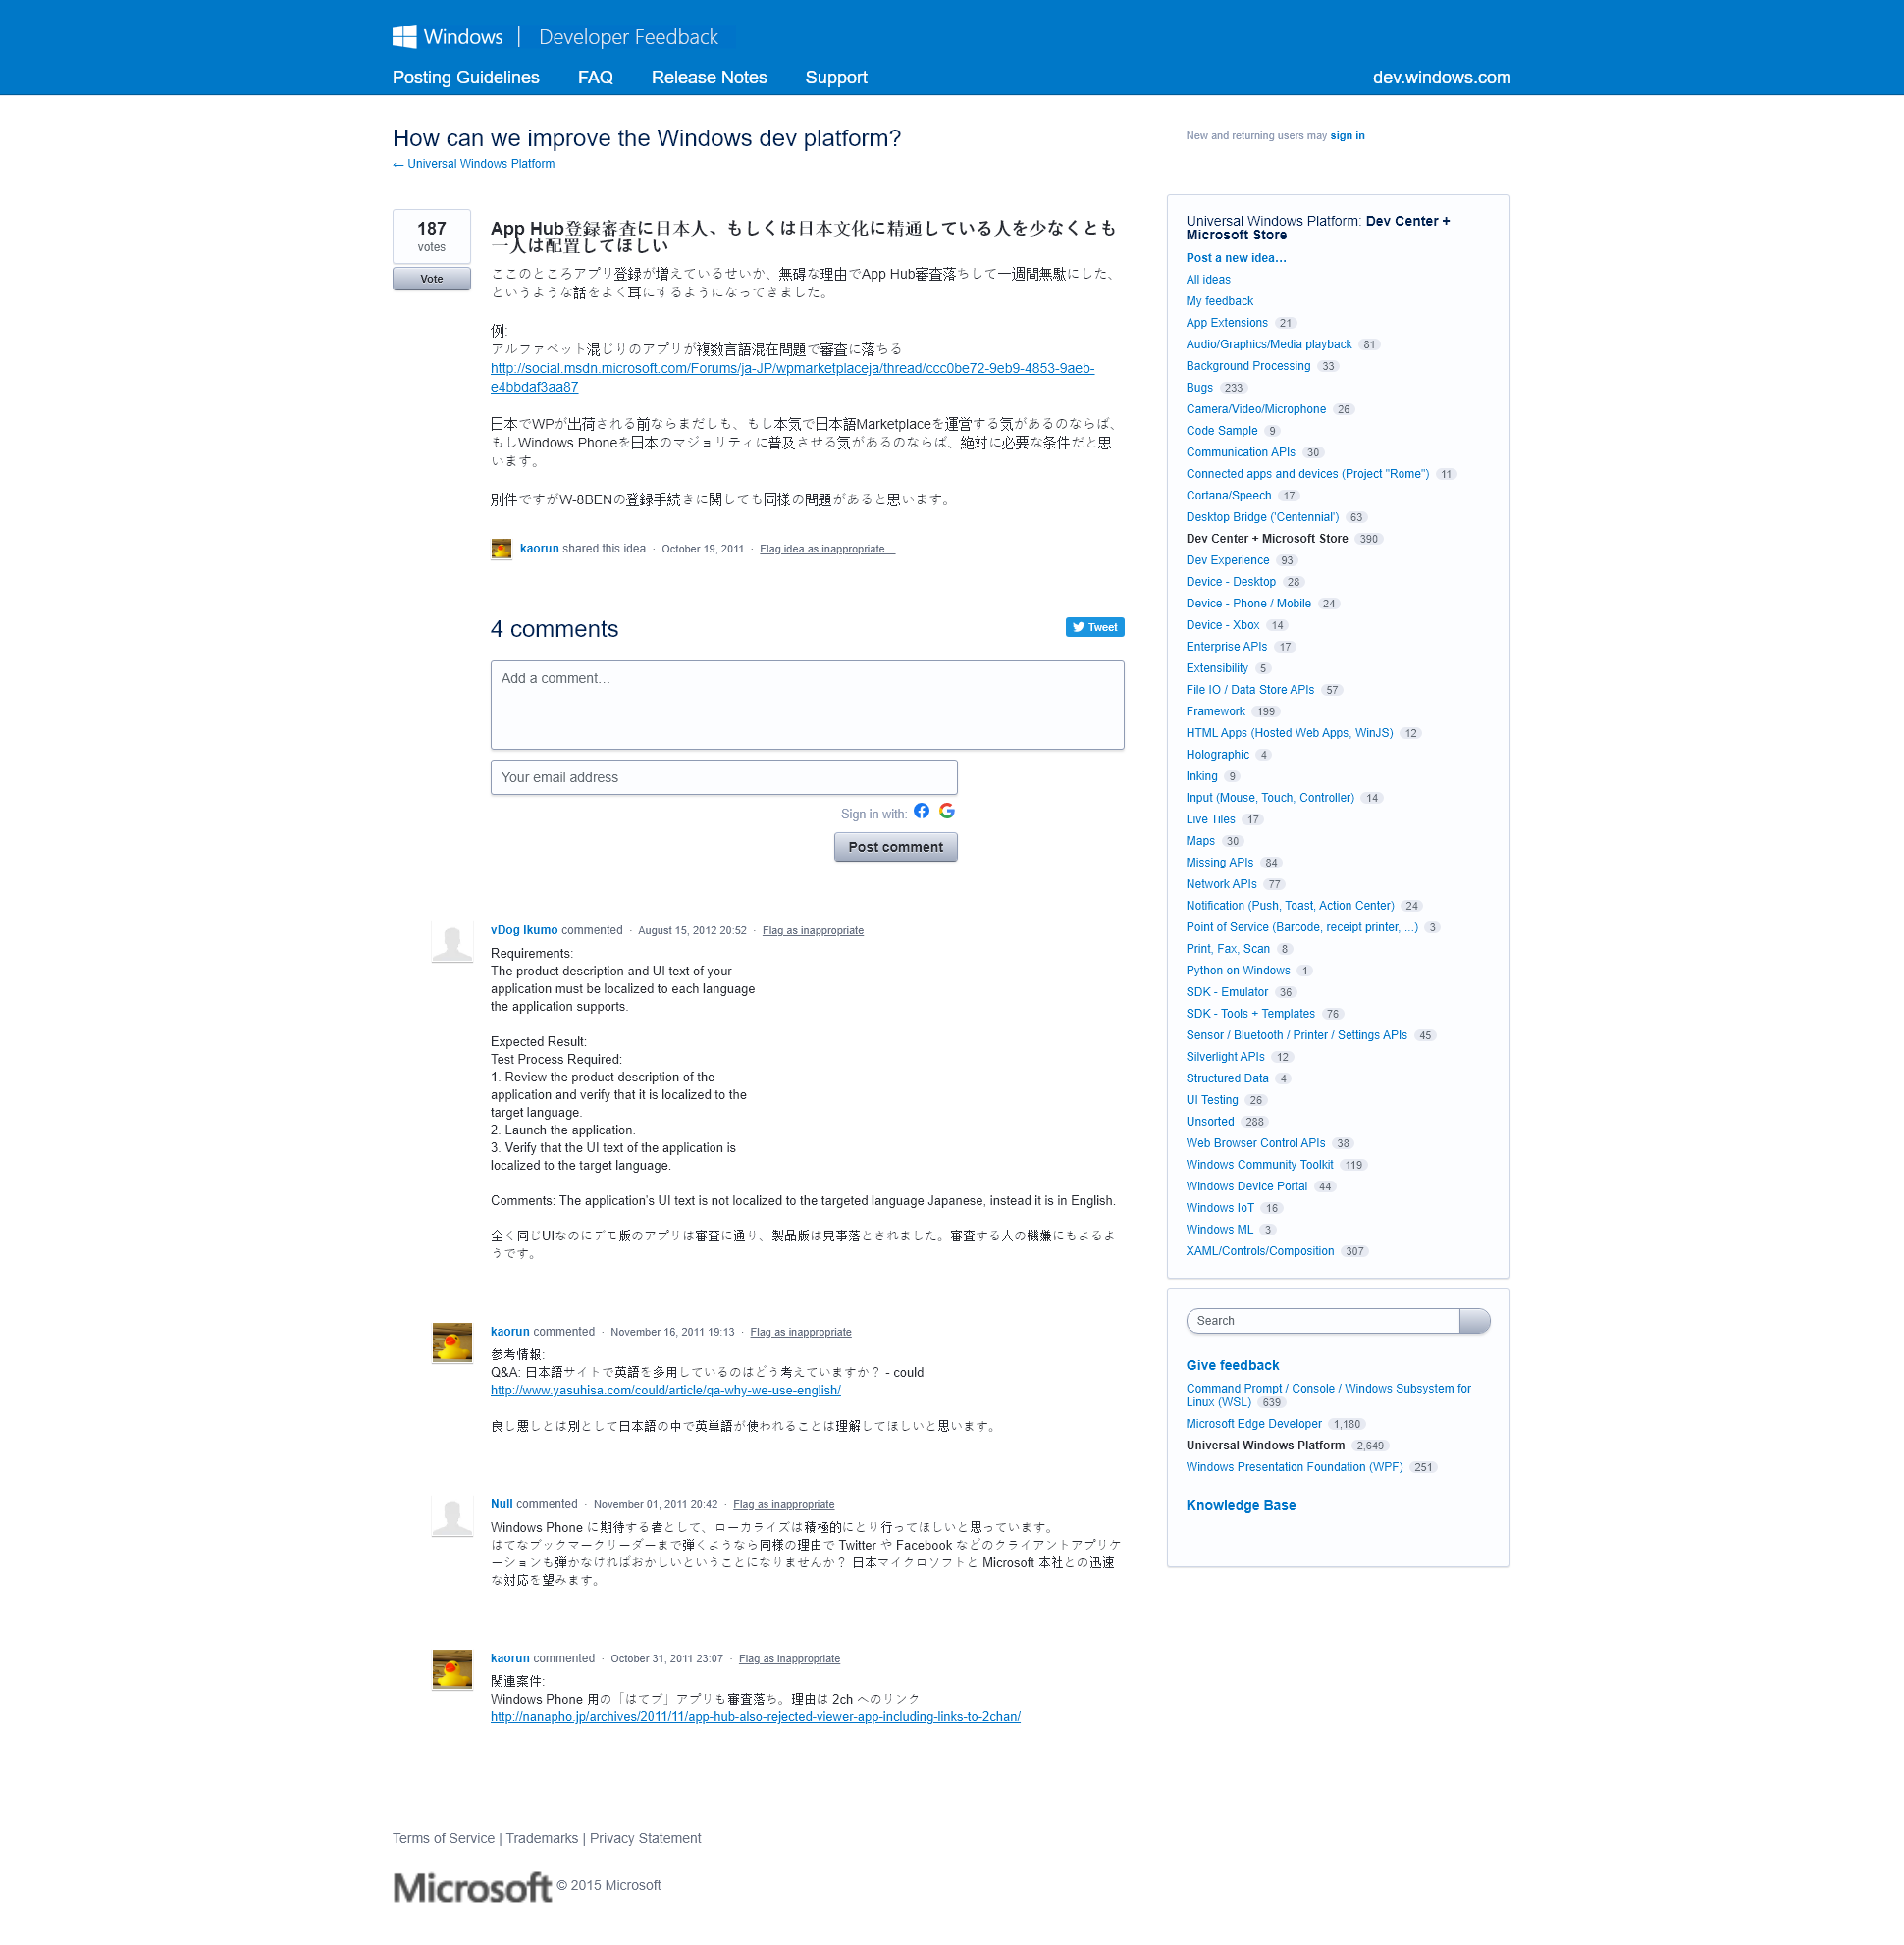 Windows | Developer Feedback
Posting Guidelines FAQ Release Notes Support dev.windows.com
How can we improve the Windows dev platform?
← Universal Windows Platform
New and returning users may sign in
187
votes
Vote
App Hub登録審査に日本人、もしくは日本文化に精通している人を少なくとも
一人は配置してほしい
ここのところアプリ登録が増えているせいか、無碍な理由でApp Hub審査落ちして一週間無駄にした、
というような話をよく耳にするようになってきました。
例:
アルファベット混じりのアプリが複数言語混在問題で審査に落ちる
http://social.msdn.microsoft.com/Forums/ja-JP/wpmarketplaceja/thread/ccc0be72-9eb9-4853-9aeb-
e4bbdaf3aa87
日本でWPが出荷される前ならまだしも、もし本気で日本語Marketplaceを運営する気があるのならば、
もしWindows Phoneを日本のマジョリティに普及させる気があるのならば、絶対に必要な条件だと思
います。
別件ですがW-8BENの登録手続きに関しても同様の問題があると思います。
kaorun shared this idea · October 19, 2011 · Flag idea as inappropriate…
4 comments
Tweet
Add a comment…
Your email address
Sign in with:
Post comment
vDog Ikumo commented · August 15, 2012 20:52 · Flag as inappropriate
Requirements:
The product description and UI text of your
application must be localized to each language
the application supports.
Expected Result:
Test Process Required:
1. Review the product description of the
application and verify that it is localized to the
target language.
2. Launch the application.
3. Verify that the UI text of the application is
localized to the target language.
Comments: The application's UI text is not localized to the targeted language Japanese, instead it is in English.
全く同じUIなのにデモ版のアプリは審査に通り、製品版は見事落とされました。審査する人の機嫌にもよるよ
うです。
kaorun commented · November 16, 2011 19:13 · Flag as inappropriate
参考情報:
Q&A: 日本語サイトで英語を多用しているのはどう考えていますか？ - could
http://www.yasuhisa.com/could/article/qa-why-we-use-english/
良し悪しとは別として日本語の中で英単語が使われることは理解してほしいと思います。
Null commented · November 01, 2011 20:42 · Flag as inappropriate
Windows Phone に期待する者として、ローカライズは積極的にとり行ってほしいと思っています。
はてなブックマークリーダーまで弾くようなら同様の理由で Twitter や Facebook などのクライアントアプリケ
ーションも弾かなければおかしいということになりませんか？ 日本マイクロソフトと Microsoft 本社との迅速
な対応を望みます。
kaorun commented · October 31, 2011 23:07 · Flag as inappropriate
関連案件:
Windows Phone 用の「はてブ」アプリも審査落ち。理由は 2ch へのリンク
http://nanapho.jp/archives/2011/11/app-hub-also-rejected-viewer-app-including-links-to-2chan/
Universal Windows Platform: Dev Center +
Microsoft Store
Post a new idea…
All ideas
My feedback
App Extensions 21
Audio/Graphics/Media playback 81
Background Processing 33
Bugs 233
Camera/Video/Microphone 26
Code Sample 9
Communication APIs 30
Connected apps and devices (Project "Rome") 11
Cortana/Speech 17
Desktop Bridge ('Centennial') 63
Dev Center + Microsoft Store 390
Dev Experience 93
Device - Desktop 28
Device - Phone / Mobile 24
Device - Xbox 14
Enterprise APIs 17
Extensibility 5
File IO / Data Store APIs 57
Framework 199
HTML Apps (Hosted Web Apps, WinJS) 12
Holographic 4
Inking 9
Input (Mouse, Touch, Controller) 14
Live Tiles 17
Maps 30
Missing APIs 84
Network APIs 77
Notification (Push, Toast, Action Center) 24
Point of Service (Barcode, receipt printer, ...) 3
Print, Fax, Scan 8
Python on Windows 1
SDK - Emulator 36
SDK - Tools + Templates 76
Sensor / Bluetooth / Printer / Settings APIs 45
Silverlight APIs 12
Structured Data 4
UI Testing 26
Unsorted 288
Web Browser Control APIs 38
Windows Community Toolkit 119
Windows Device Portal 44
Windows IoT 16
Windows ML 3
XAML/Controls/Composition 307
Search
Give feedback
Command Prompt / Console / Windows Subsystem for
Linux (WSL) 639
Microsoft Edge Developer 1,180
Universal Windows Platform 2,649
Windows Presentation Foundation (WPF) 251
Knowledge Base
Terms of Service | Trademarks | Privacy Statement
Microsoft © 2015 Microsoft